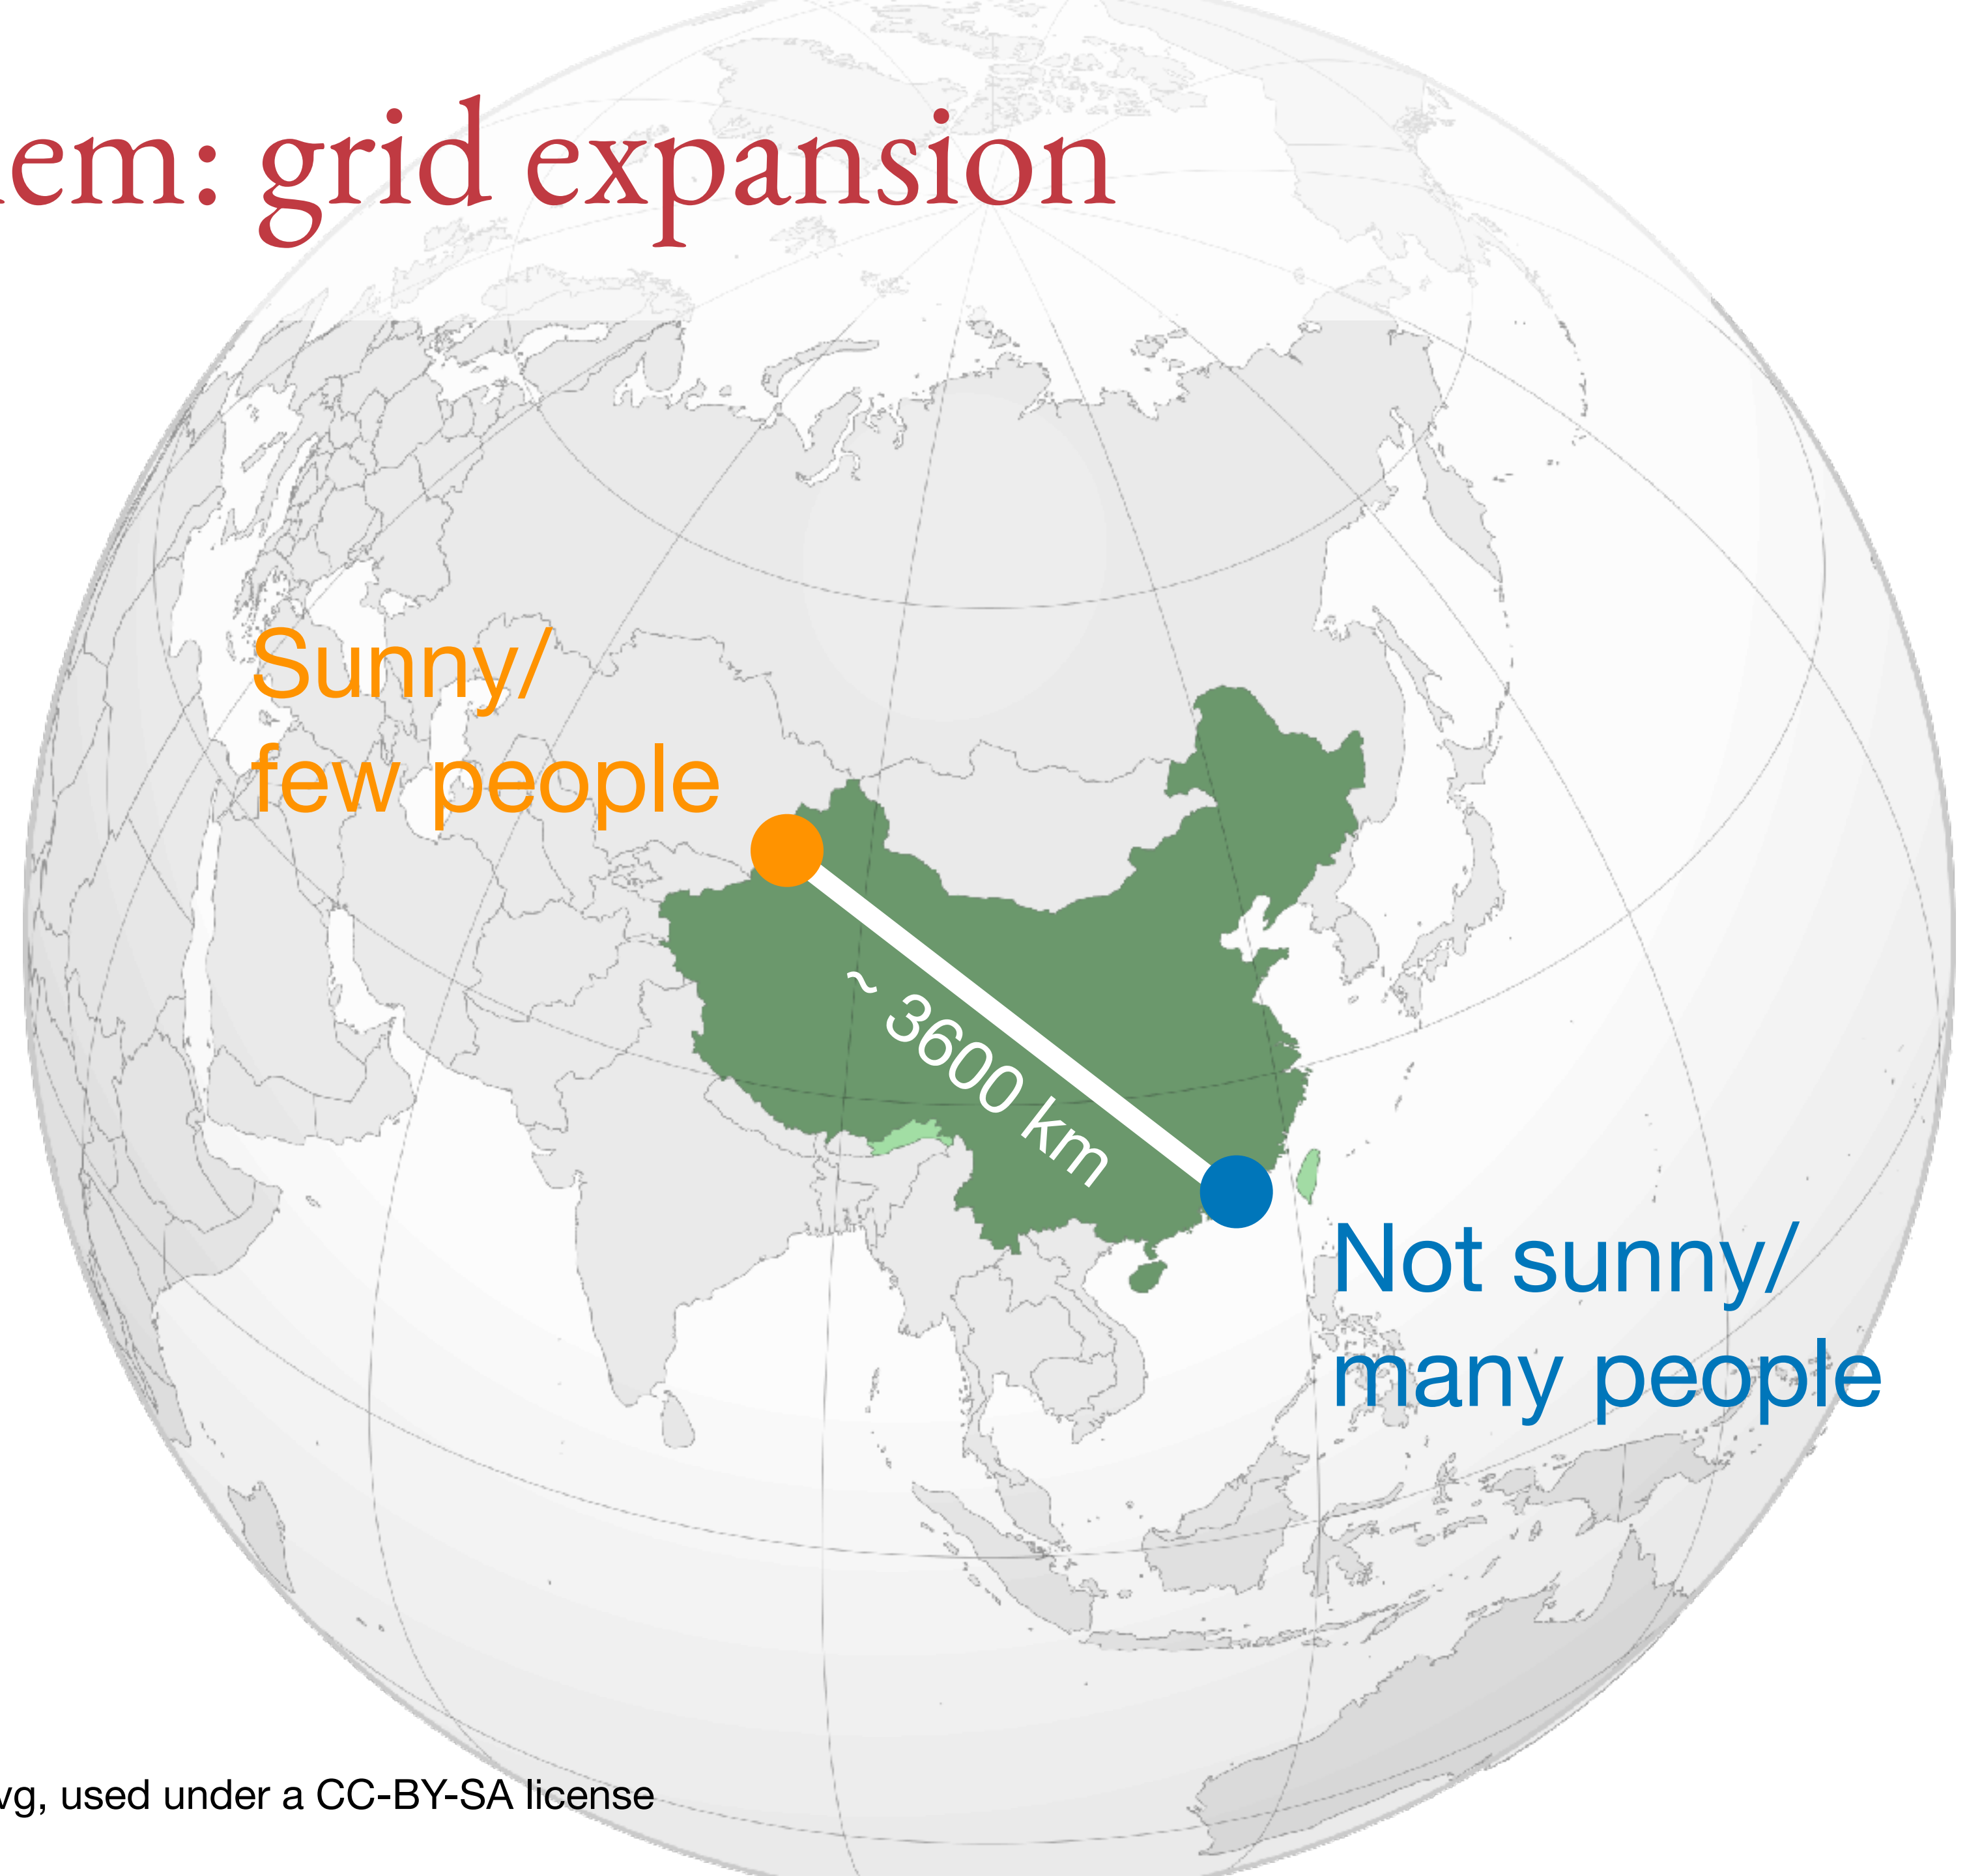 em: grid expansion
Sunny/
few people
~ 3600 km
Not sunny/
many people
vg, used under a CC-BY-SA license